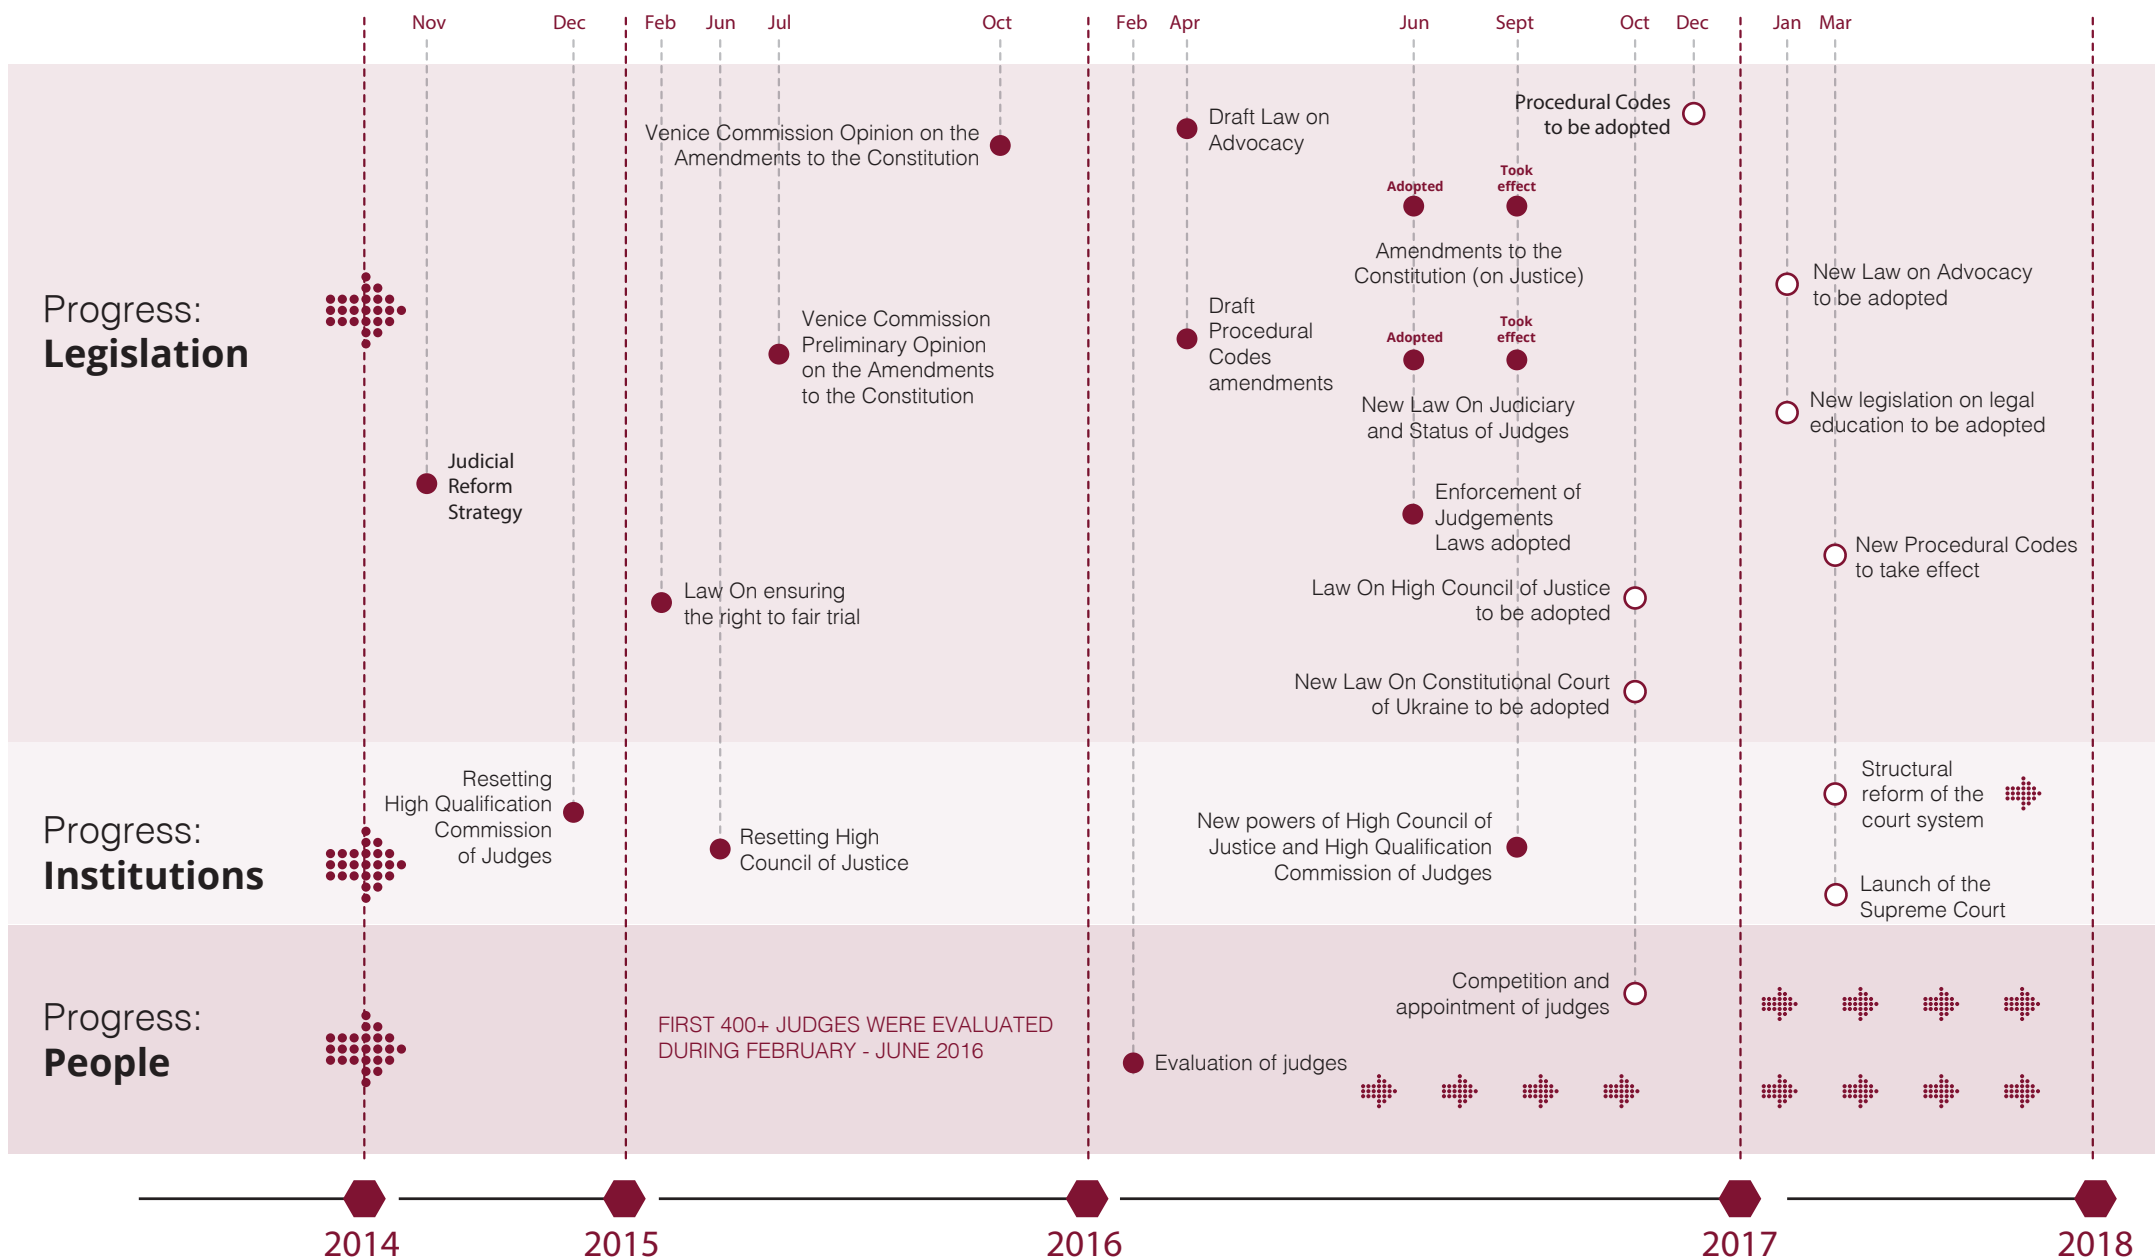 Nov
Dec
Feb
Jun
Jul
Oct
Feb
Apr
Jun
Sept
Oct
Dec
Jan
Mar
Progress:
Legislation
Judicial
Reform
Strategy
Law On ensuring
the right to fair trial
Venice Commission
Preliminary Opinion
on the Amendments
to the Constitution
Venice Commission Opinion on the
Amendments to the Constitution
Draft Law on
Advocacy
Draft
Procedural
Codes
amendments
Adopted
Took
effect
Amendments to the
Constitution (on Justice)
Adopted
Took
effect
New Law On Judiciary
and Status of Judges
Enforcement of
Judgements
Laws adopted
Law On High Council of Justice
to be adopted
New Law On Constitutional Court
of Ukraine to be adopted
Procedural Codes
to be adopted
New Law on Advocacy
to be adopted
New legislation on legal
education to be adopted
New Procedural Codes
to take effect
Progress:
Institutions
Resetting
High Qualification
Commission
of Judges
Resetting High
Council of Justice
New powers of High Council of
Justice and High Qualification
Commission of Judges
Structural
reform of the
court system
Launch of the
Supreme Court
Progress:
People
FIRST 400+ JUDGES WERE EVALUATED
DURING FEBRUARY - JUNE 2016
Evaluation of judges
Competition and
appointment of judges
2014
2015
2016
2017
2018